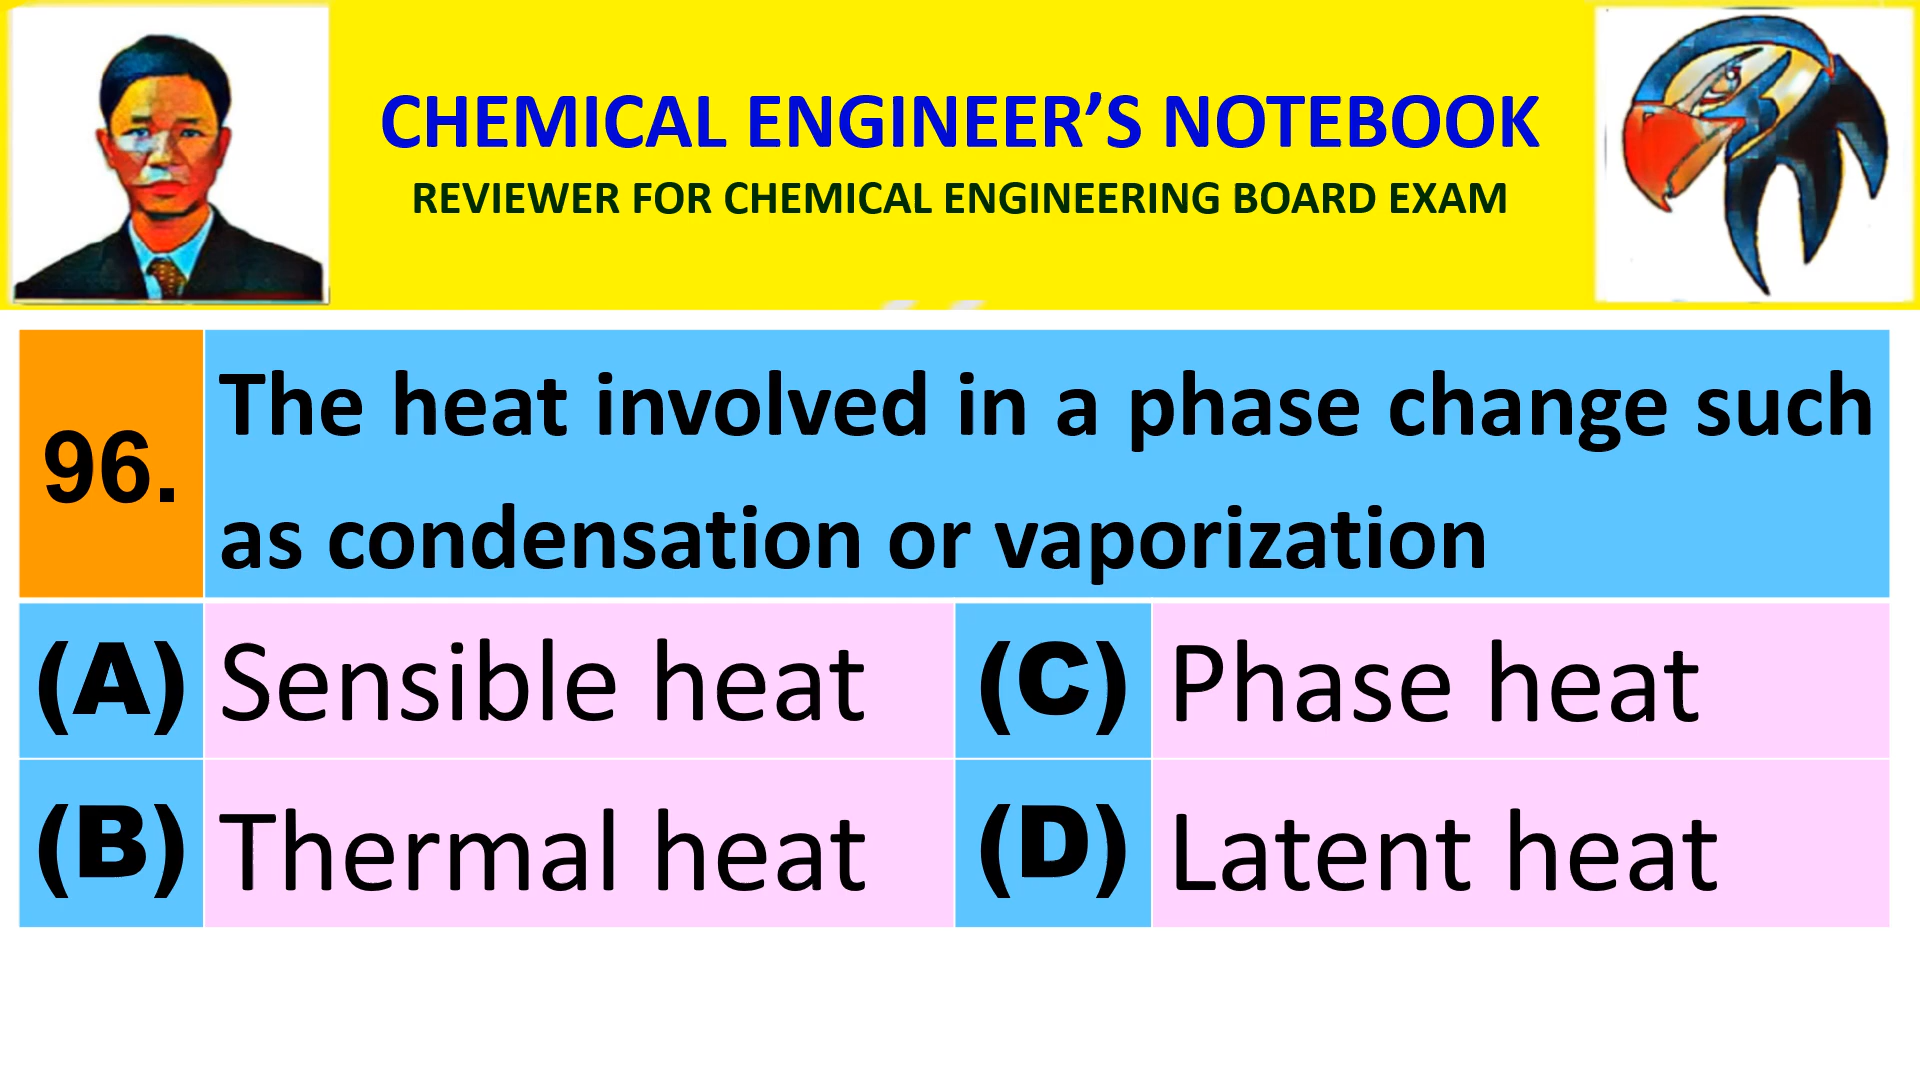 CHEMICAL ENGINEER’S NOTEBOOK
REVIEWER FOR CHEMICAL ENGINEERING BOARD EXAM
96. The heat involved in a phase change such
as condensation or vaporization
(A) Sensible heat (C) Phase heat
(B) Thermal heat (D) Latent heat